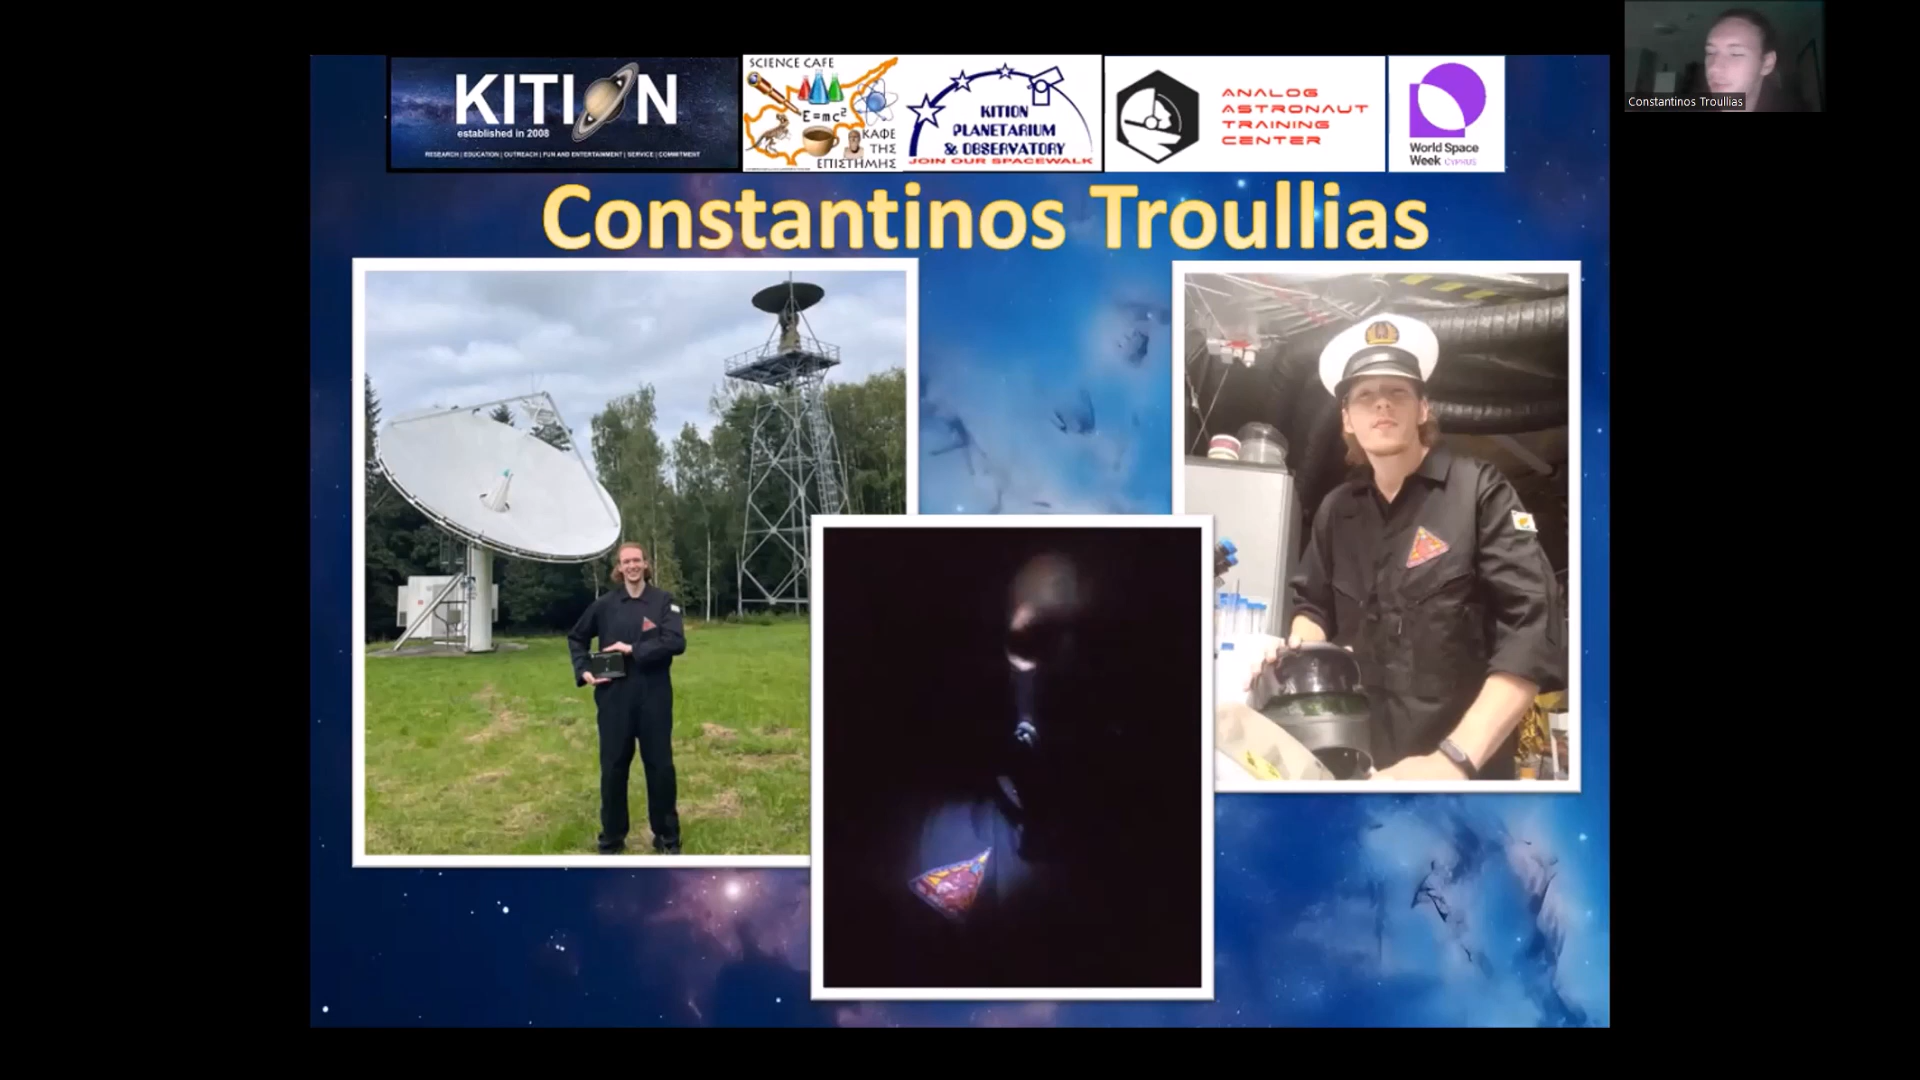 KITION
established in 2008
RESEARCH | EDUCATION | OUTREACH | FUN AND ENTERTAINMENT | SERVICE | COMMITMENT
SCIENCE CAFE
E=mc²
ΚΑΦΕ
ΤΗΣ
ΕΠΙΣΤΗΜΗΣ
KITION
PLANETARIUM
& OBSERVATORY
JOIN OUR SPACEWALK
ANALOG
ASTRONAUT
TRAINING
CENTER
World Space
Week CYPRUS
Constantinos Troullias
Constantinos Troullias